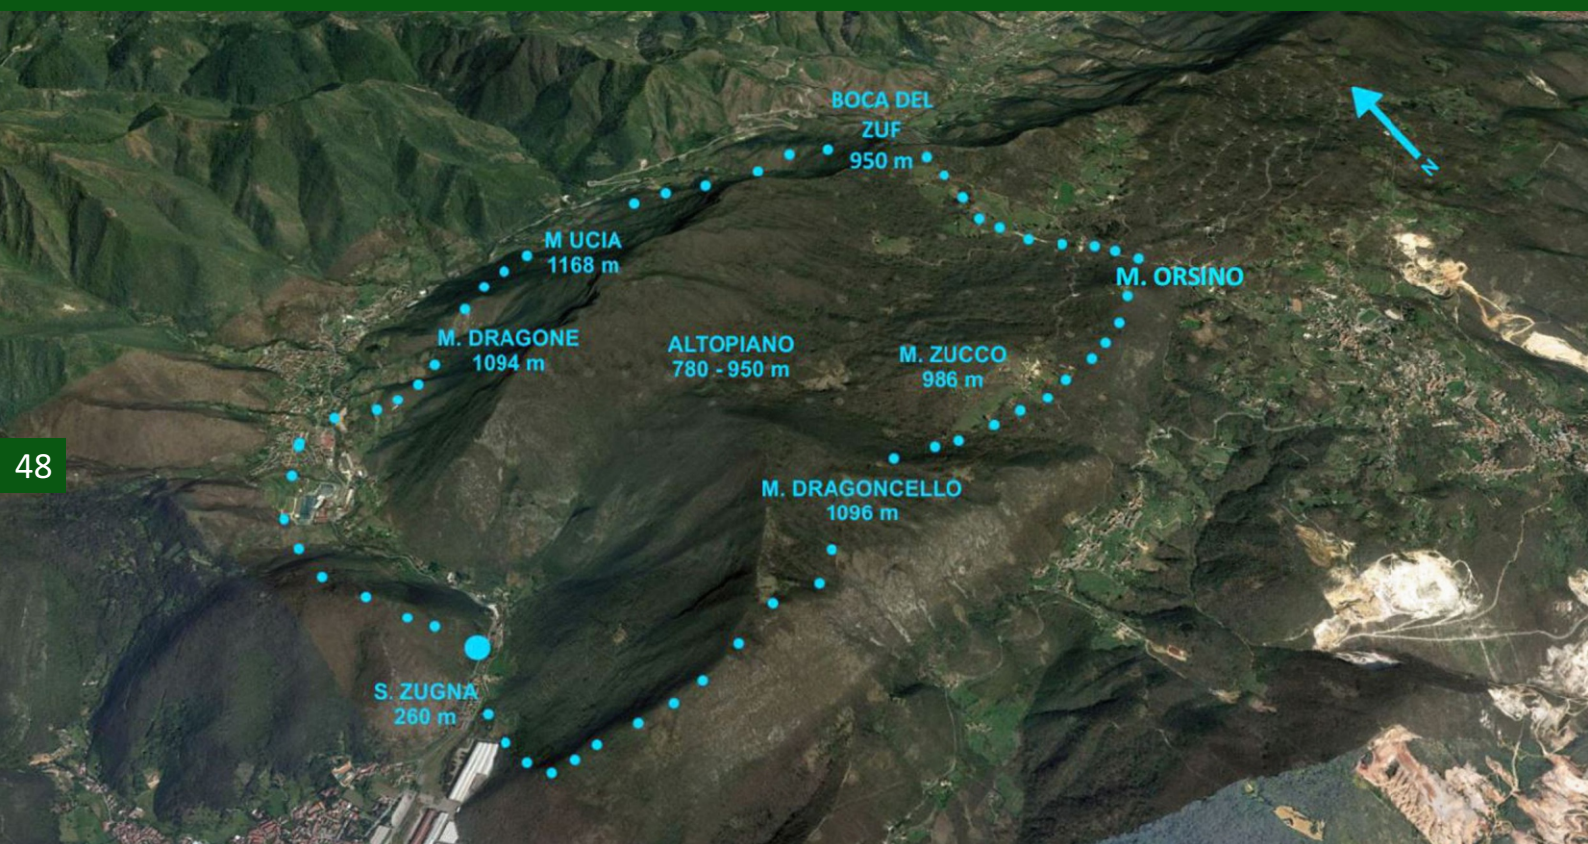 BOCA DEL
ZUF
950 m
N
M UCIA
1168 m
M. ORSINO
M. DRAGONE
1094 m
ALTOPIANO
780 - 950 m
M. ZUCCO
986 m
48
M. DRAGONCELLO
1096 m
S. ZUGNA
260 m